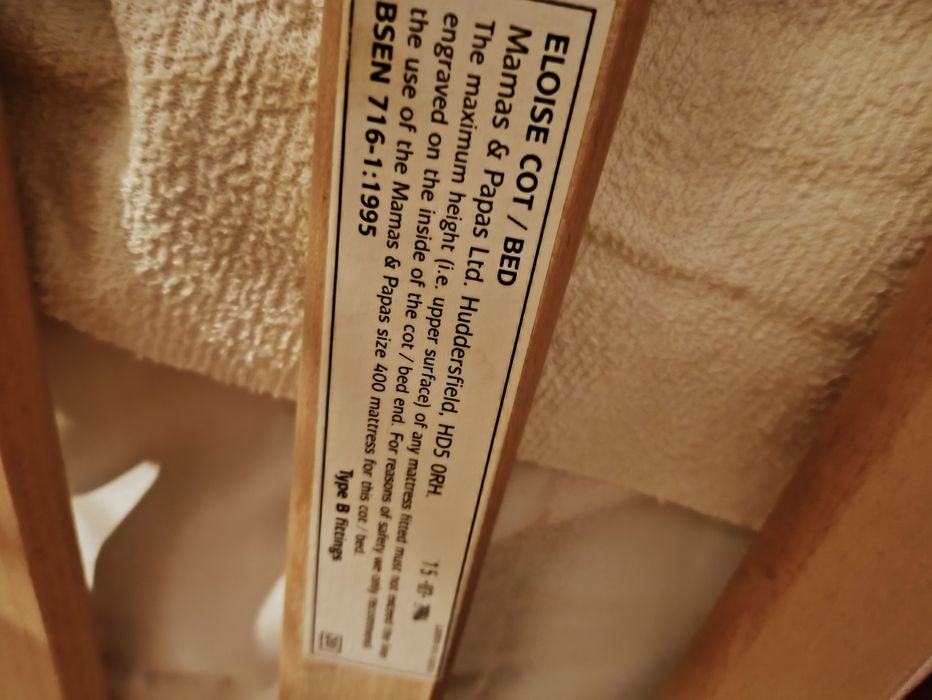 ELOISE COT / BED
Mamas & Papas Ltd. Huddersfield, HD5 0RH.
The maximum height (i.e. upper surface) of any mattress fitted must not exceed the line
engraved on the inside of the cot / bed end. For reasons of safety we only recommend
the use of the Mamas & Papas size 400 mattress for this cot / bed.
BSEN 716-1:1995
Type B fittings